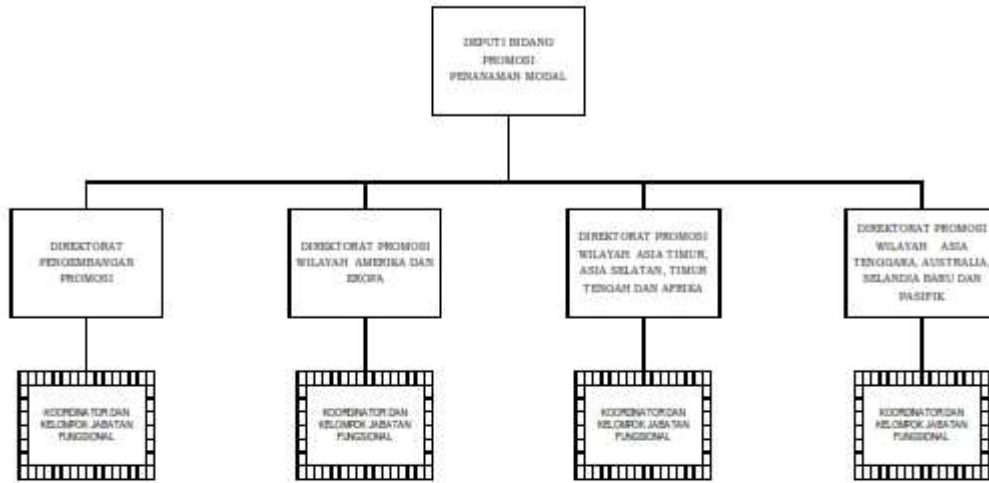 DEPUTI BIDANG
PROMOSI
PENANAMAR MODAL
DIREKTORAT
PENGEMBANGAR
PROMOSI
DIREKTORAT PROMOSI
WILAYAH AMERIKA DAN
EROPA
DIREKTORAT PROMOSI
WILAYAH ASIA TIMUR,
ASIA SELATAN, TIMUR
TENGAH DAN AFRIKA
DIREKTORAT PROMOSI
WILAYAH ASIA
TENGGARA, AUSTRALIA,
SELANDIA BARU DAN
PASIFIK
KOORDINATOR DAN
KELOMPOK JABATAN
FUNGSIONAL
KOORDINATOR DAN
KELOMPOK JABATAN
FUNGSIONAL
KOORDINATOR DAN
KELOMPOK JABATAN
FUNGSIONAL
KOORDINATOR DAN
KELOMPOK JABATAN
FUNGSIONAL